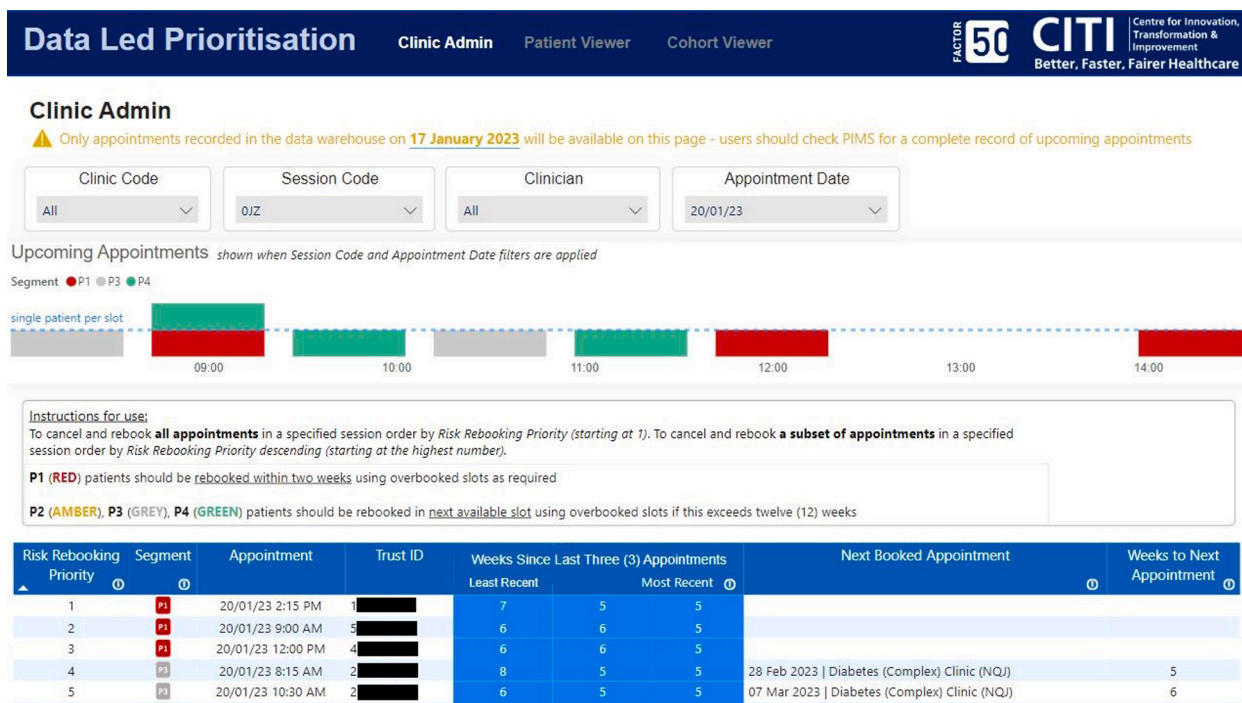 Data Led Prioritisation Clinic Admin Patient Viewer Cohort Viewer
FACTOR 50
CITI
Centre for Innovation,
Transformation &
Improvement
Better, Faster, Fairer Healthcare
Clinic Admin
Only appointments recorded in the data warehouse on 17 January 2023 will be available on this page - users should check PIMS for a complete record of upcoming appointments
Clinic Code Session Code Clinician Appointment Date
All 0JZ All 20/01/23
Upcoming Appointments shown when Session Code and Appointment Date filters are applied
Segment P1 P3 P4
single patient per slot
09:00 10:00 11:00 12:00 13:00 14:00
Instructions for use:
To cancel and rebook all appointments in a specified session order by Risk Rebooking Priority (starting at 1). To cancel and rebook a subset of appointments in a specified
session order by Risk Rebooking Priority descending (starting at the highest number).
P1 (RED) patients should be rebooked within two weeks using overbooked slots as required
P2 (AMBER), P3 (GREY), P4 (GREEN) patients should be rebooked in next available slot using overbooked slots if this exceeds twelve (12) weeks
Risk Rebooking Priority Segment Appointment Trust ID Weeks Since Last Three (3) Appointments Next Booked Appointment Weeks to Next Appointment
Least Recent Most Recent
1 P1 20/01/23 2:15 PM 1 7 5 5
2 P1 20/01/23 9:00 AM 5 6 6 5
3 P1 20/01/23 12:00 PM 4 6 6 5
4 P3 20/01/23 8:15 AM 2 8 5 5 28 Feb 2023 | Diabetes (Complex) Clinic (NQJ) 5
5 P3 20/01/23 10:30 AM 2 6 5 5 07 Mar 2023 | Diabetes (Complex) Clinic (NQJ) 6